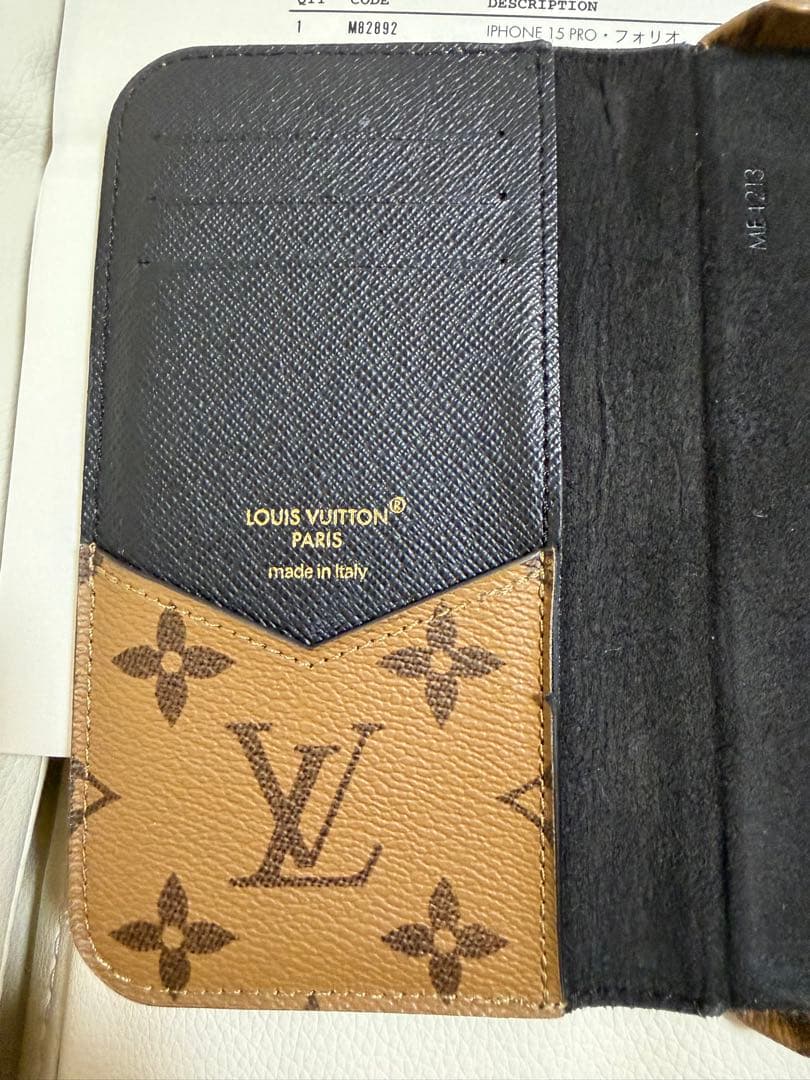 QTY CODE DESCRIPTION
1 M82892 IPHONE 15 PRO・フォリオ
ME1213
LOUIS VUITTON®
PARIS
made in Italy
LV